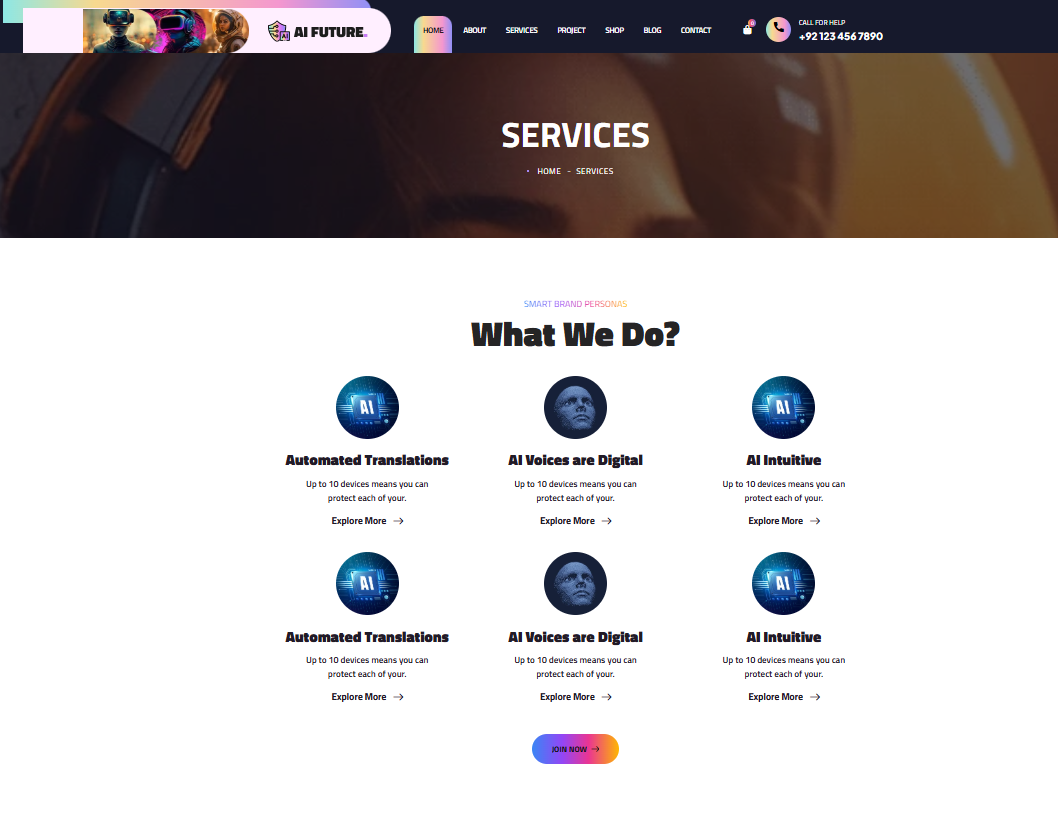 AI FUTURE.
HOME
ABOUT
SERVICES
PROJECT
SHOP
BLOG
CONTACT
0
CALL FOR HELP
+92 123 456 7890
SERVICES
HOME - SERVICES
SMART BRAND PERSONAS
What We Do?
AI
AI
Automated Translations
AI Voices are Digital
AI Intuitive
Up to 10 devices means you can
protect each of your.
Up to 10 devices means you can
protect each of your.
Up to 10 devices means you can
protect each of your.
Explore More
Explore More
Explore More
AI
AI
Automated Translations
AI Voices are Digital
AI Intuitive
Up to 10 devices means you can
protect each of your.
Up to 10 devices means you can
protect each of your.
Up to 10 devices means you can
protect each of your.
Explore More
Explore More
Explore More
JOIN NOW